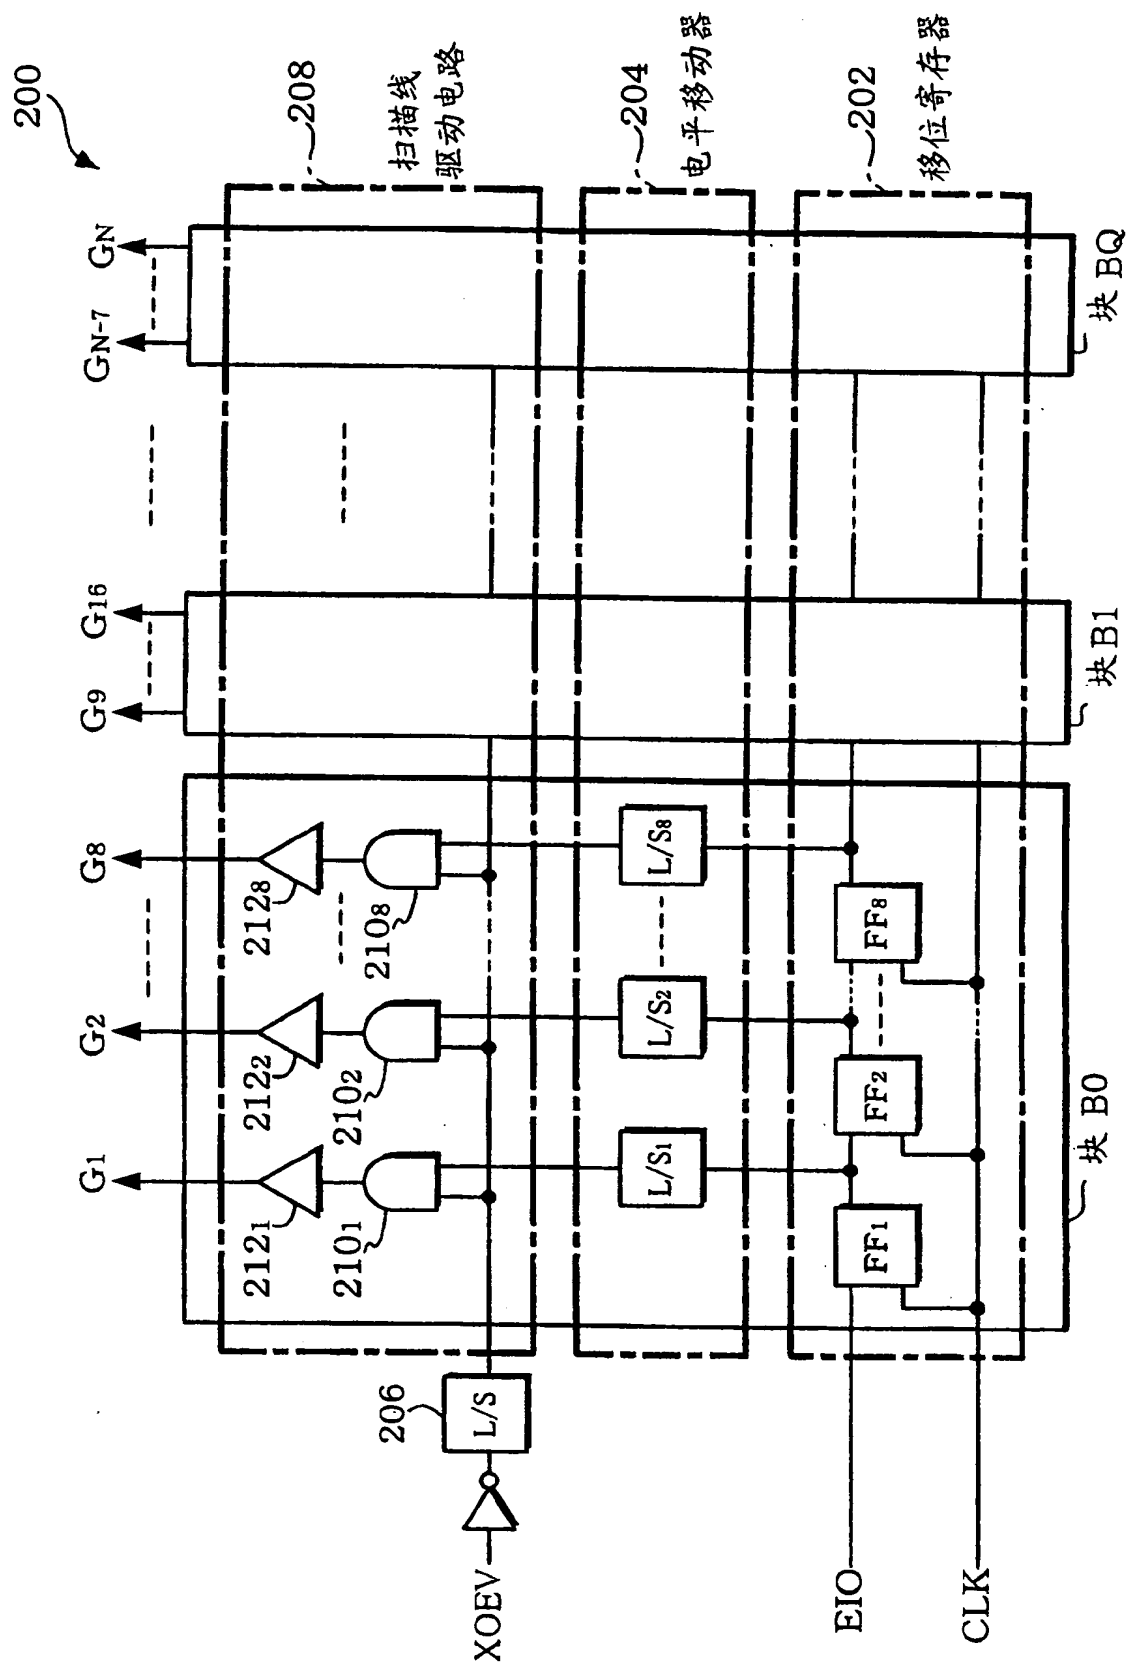 200
G1
G2
G8
G9
G16
GN-7
GN
208
扫描线
驱动电路
2121
2122
2128
2101
2102
2108
XOEV
L/S
206
204
电平移动器
L/S1
L/S2
L/S8
202
移位寄存器
EIO
FF1
FF2
FF8
CLK
块 B0
块 B1
块 BQ